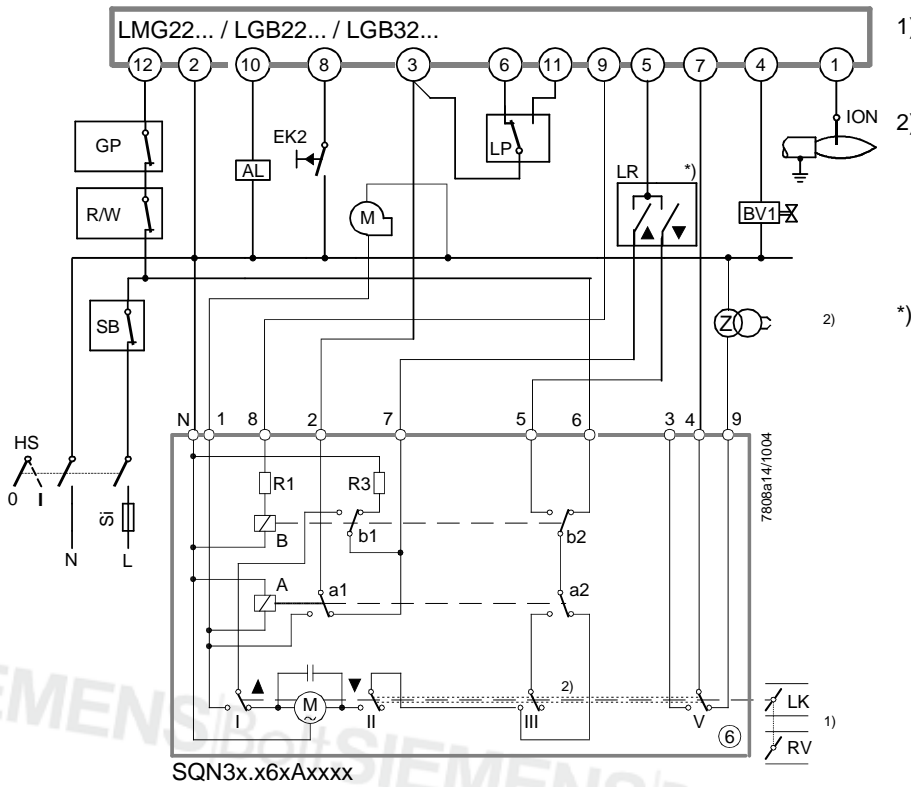 LMG22... / LGB22... / LGB32...
1)
12 2 10 8 3 6 11 9 5 7 4 1
ION
2)
GP
EK2
LP
LR *)
AL
R/W
M
BV1
SB
Z
2)
*)
N 1 8 2 7 5 6 3 4 9
HS
0 I
Si
N L
R1 R3
B b1 b2
A a1 a2
7808a14/1004
I M ~ II III 2) V
6
LK
1)
RV
SIEMENS Bolt SIEMENS
SQN3x.x6xAxxxx